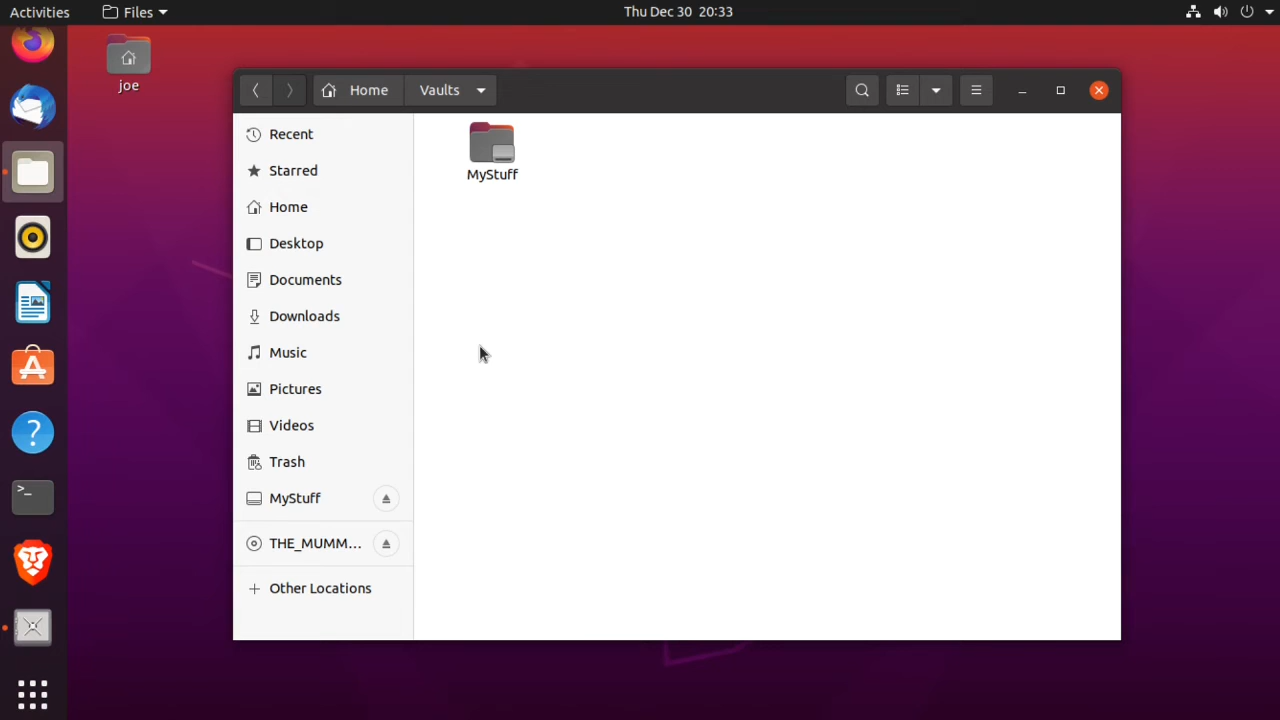 Activities
Files
Thu Dec 30 20:33
joe
Home
Vaults
Recent
Starred
Home
Desktop
Documents
Downloads
Music
Pictures
Videos
Trash
MyStuff
THE_MUMM...
Other Locations
MyStuff